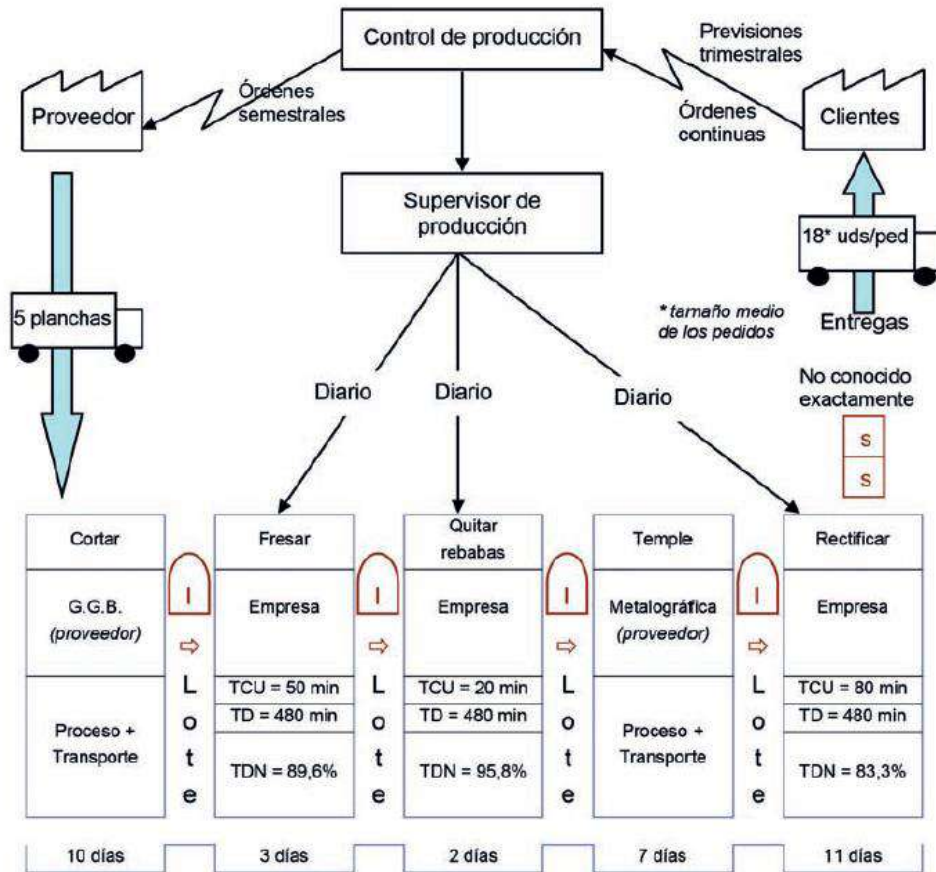 Control de producción
Previsiones
trimestrales
Órdenes
semestrales
Proveedor
Órdenes
continuas
Clientes
Supervisor de
producción
18* uds/ped
5 planchas
* tamaño medio
de los pedidos
Entregas
Diario
Diario
Diario
No conocido
exactamente
s
s
Cortar
Fresar
Quitar
rebabas
Temple
Rectificar
G.G.B.
(proveedor)
I
Empresa
I
Empresa
I
Metalográfica
(proveedor)
I
Empresa
Proceso +
Transporte
Lote
TCU = 50 min
TD = 480 min
TDN = 89,6%
Lote
TCU = 20 min
TD = 480 min
TDN = 95,8%
Lote
Proceso +
Transporte
Lote
TCU = 80 min
TD = 480 min
TDN = 83,3%
10 días
3 días
2 días
7 días
11 días